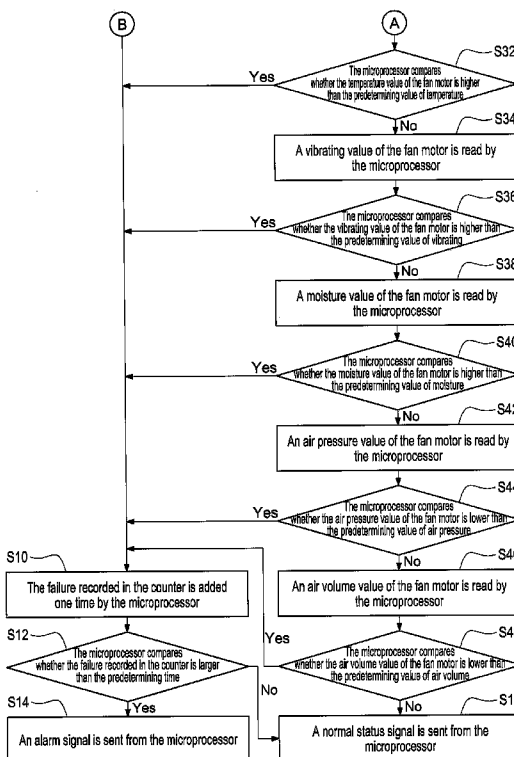 B
A
S32
The microprocessor compares
whether the temperature value of the fan motor is higher
than the predetermining value of temperature
Yes
No
S34
A vibrating value of the fan motor is read by
the microprocessor
S36
The microprocessor compares
whether the vibrating value of the fan motor is higher than
the predetermining value of vibrating
Yes
No
S38
A moisture value of the fan motor is read by
the microprocessor
S40
The microprocessor compares
whether the moisture value of the fan motor is higher than
the predetermining value of moisture
Yes
No
S42
An air pressure value of the fan motor is read by
the microprocessor
S44
The microprocessor compares
whether the air pressure value of the fan motor is lower than
the predetermining value of air pressure
Yes
No
S10
The failure recorded in the counter is added
one time by the microprocessor
S46
An air volume value of the fan motor is read by
the microprocessor
S12
The microprocessor compares
whether the failure recorded in the counter is larger
than the predetermining time
Yes
No
S4
The microprocessor compares
whether the air volume value of the fan motor is lower than
the predetermining value of air volume
Yes
No
S14
An alarm signal is sent from the microprocessor
S1
A normal status signal is sent from the
microprocessor